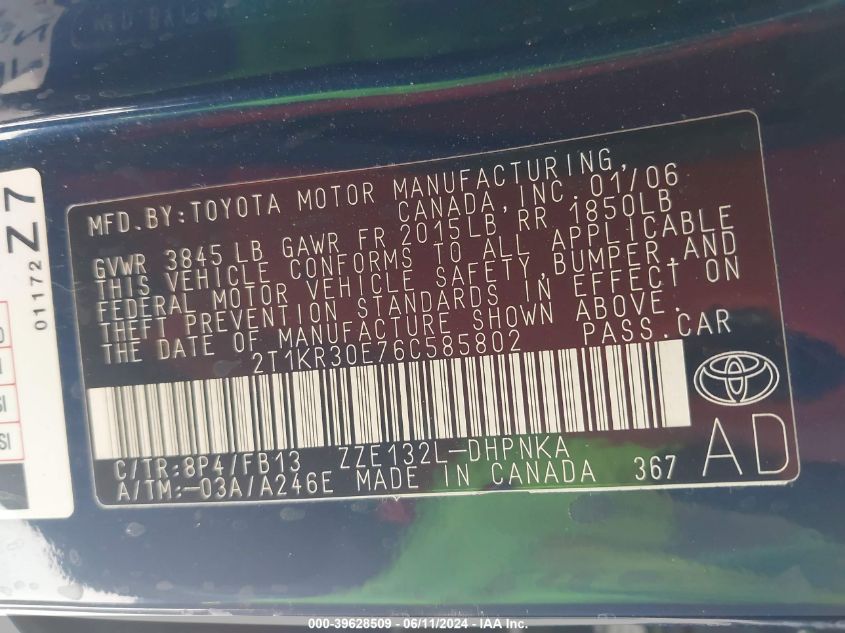 MFD.BY:TOYOTA MOTOR MANUFACTURING,
CANADA,INC.01/06
GVWR 3845 LB GAWR FR 2015LB RR 1850LB
THIS VEHICLE CONFORMS TO ALL APPLICABLE
FEDERAL MOTOR VEHICLE SAFETY,BUMPER,AND
THEFT PREVENTION STANDARDS IN EFFECT ON
THE DATE OF MANUFACTURE SHOWN ABOVE.
2T1KR30E76C585802 PASS.CAR
C/TR:8P4/FB13 ZZE132L-DHPNKA
A/TM:-03A/A246E MADE IN CANADA 367
AD
Z 7
01172
SI
SI
000-39628509 - 06/11/2024 - IAA, Inc.